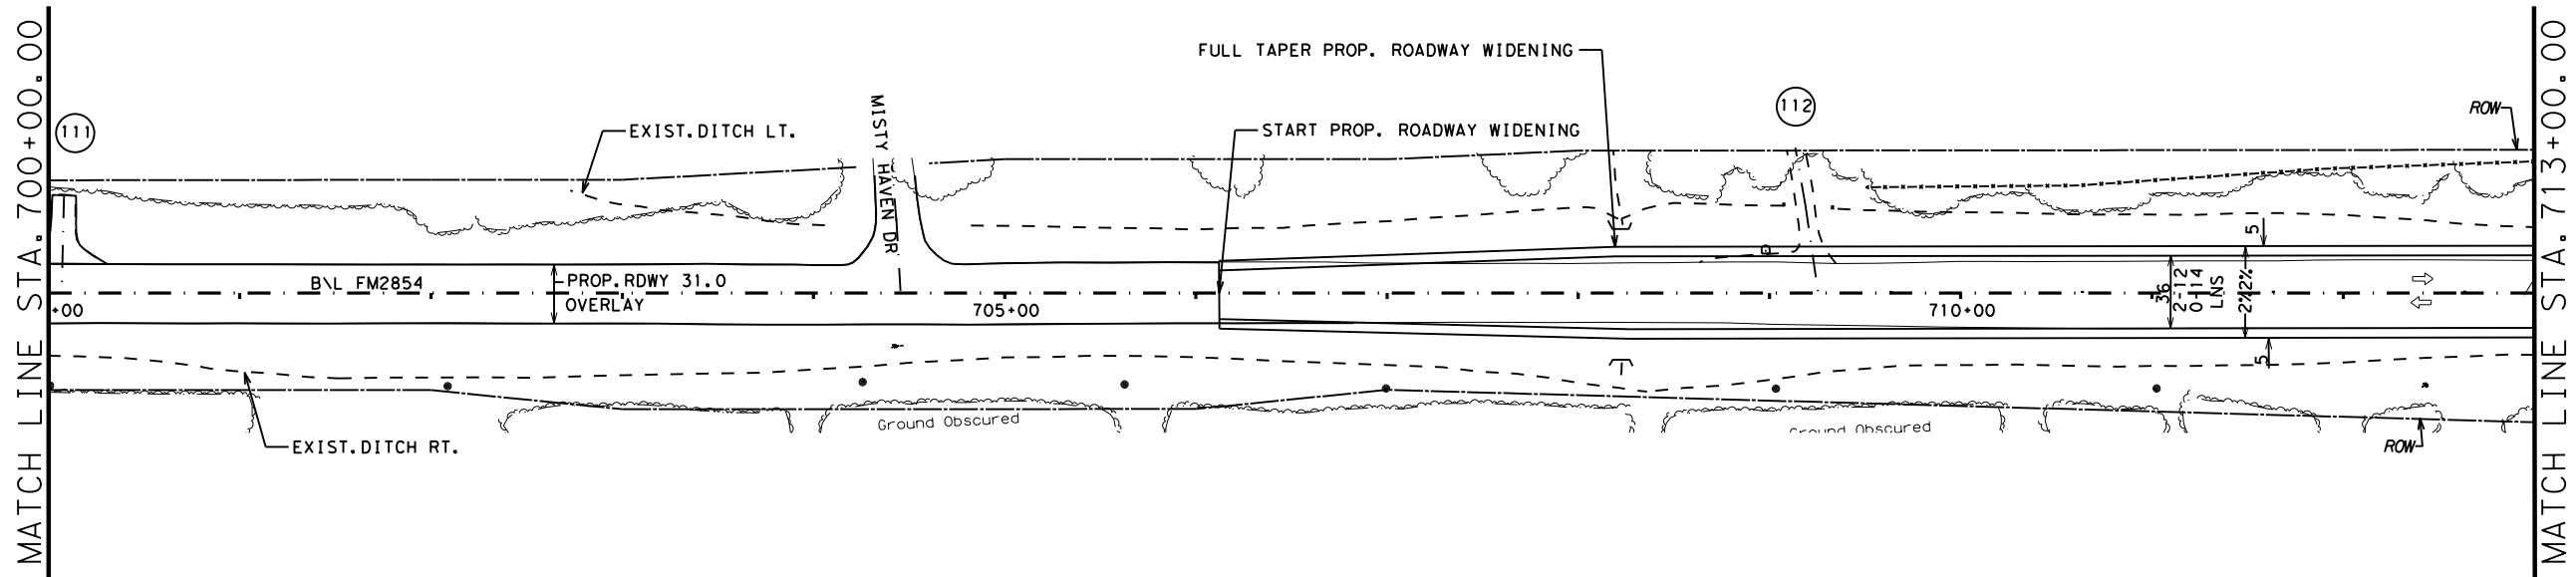 MATCH LINE STA. 700+00.00
111
EXIST.DITCH LT.
MISTY HAVEN DR
FULL TAPER PROP. ROADWAY WIDENING
START PROP. ROADWAY WIDENING
112
ROW
B\L FM2854
PROP.RDWY 31.0
OVERLAY
+00
705+00
710+00
5
36
2-12
0-14
LNS
2%2%
5
Ground Obscured
Ground Obscured
EXIST.DITCH RT.
ROW
MATCH LINE STA. 713+00.00